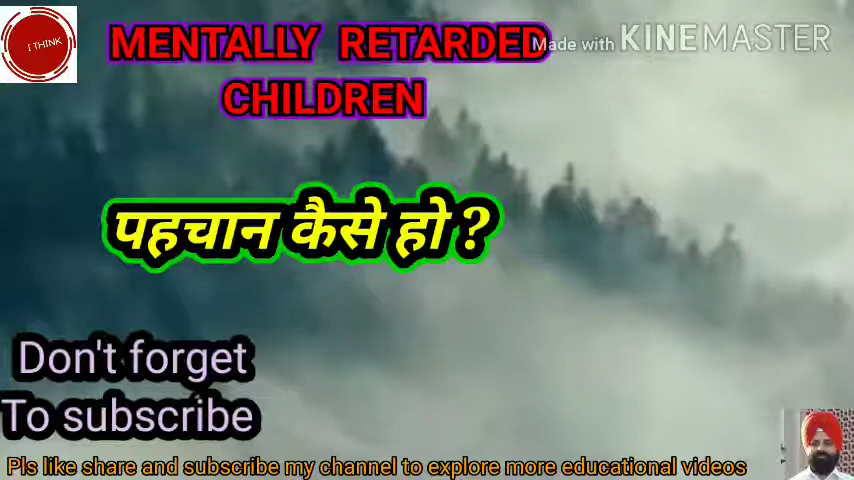 I THINK
MENTALLY RETARDED
Made with KINEMASTER
CHILDREN
पहचान कैसे हो ?
Don't forget
To subscribe
Pls like share and subscribe my channel to explore more educational videos